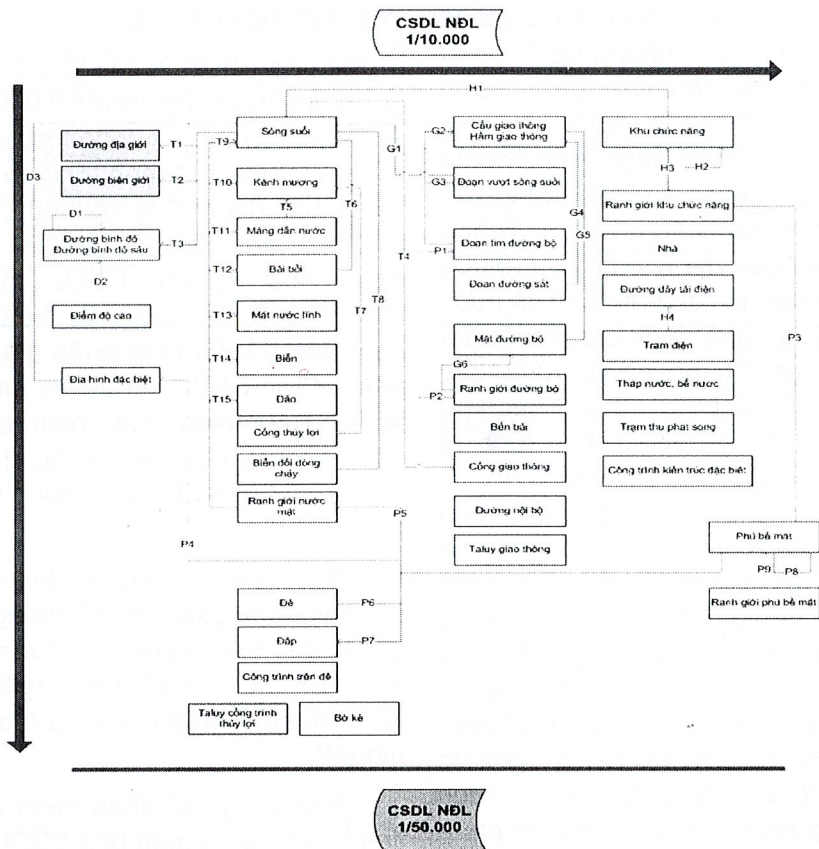 CSDL NĐL
1/10.000
H1
Đường địa giới
T1
Đường biên giới
T2
D3
D1
Đường bình độ
Đường bình độ sâu
T3
D2
Điểm độ cao
Địa hình đặc biệt
T9
Sông suối
T10
Kênh mương
T5
T6
T11
Máng dẫn nước
T12
Bãi bồi
T7
T8
T13
Mặt nước tĩnh
T14
Biển
T15
Đảo
Cống thủy lợi
Biến đổi dòng
chảy
Ranh giới nước
mặt
T4
G1
G2
Cầu giao thông
Hầm giao thông
G3
Đoạn vượt sông suối
G4
G5
P1
Đoạn tim đường bộ
Đoạn đường sắt
Mặt đường bộ
G6
P2
Ranh giới đường bộ
Bến bãi
Cống giao thông
Đường nội bộ
Taluy giao thông
Khu chức năng
H3
H2
Ranh giới khu chức năng
Nhà
Đường dây tải điện
H4
P3
Trạm điện
Tháp nước, bể nước
Trạm thu phát sóng
Công trình kiến trúc đặc biệt
P4
P5
Phủ bề mặt
P9
P8
Ranh giới phủ bề mặt
Đê
P6
Đập
P7
Công trình trên đê
Taluy công trình
thủy lợi
Bờ kè
CSDL NĐL
1/50.000